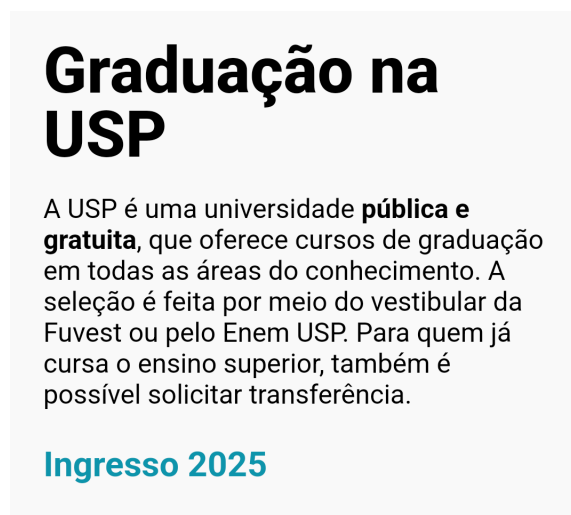 Graduação na
USP
A USP é uma universidade pública e
gratuita, que oferece cursos de graduação
em todas as áreas do conhecimento. A
seleção é feita por meio do vestibular da
Fuvest ou pelo Enem USP. Para quem já
cursa o ensino superior, também é
possível solicitar transferência.
Ingresso 2025